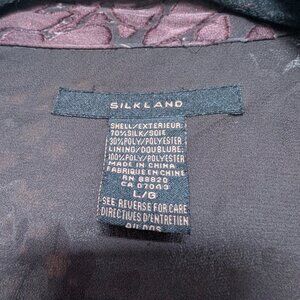 SILKLAND
SHELL/EXTERIEUR:
70% SILK/SOIE
30% POLY/POLYESTER
LINING/DOUBLURE:
100% POLY/POLYESTER
MADE IN CHINA
FABRIQUE EN CHINE
RN 88820
CA 07043
L/G
SEE REVERSE FOR CARE
DIRECTIVES D'ENTRETIEN
AU DOS